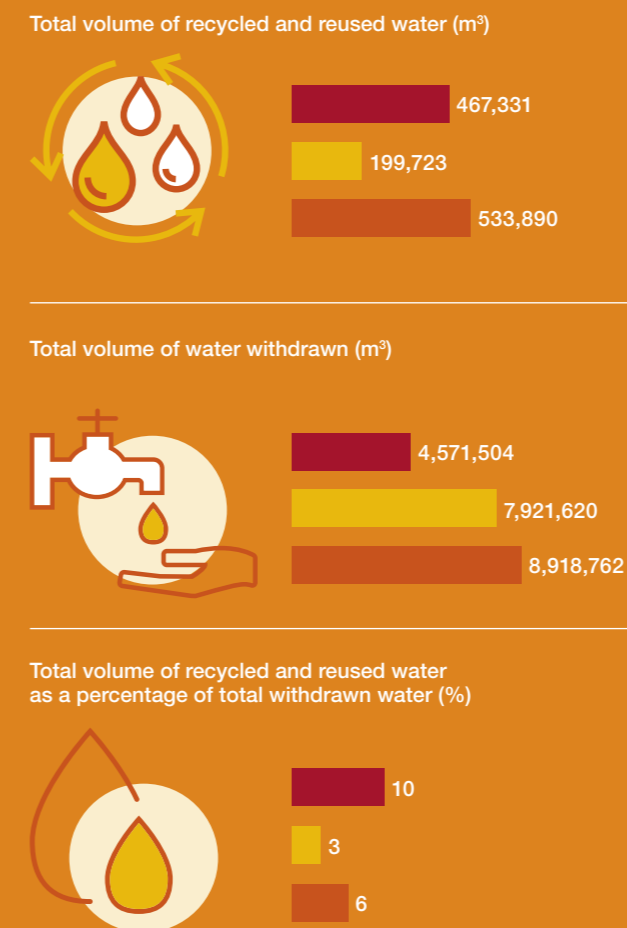 Total volume of recycled and reused water (m³)
467,331
199,723
533,890
Total volume of water withdrawn (m³)
4,571,504
7,921,620
8,918,762
Total volume of recycled and reused water
as a percentage of total withdrawn water (%)
10
3
6